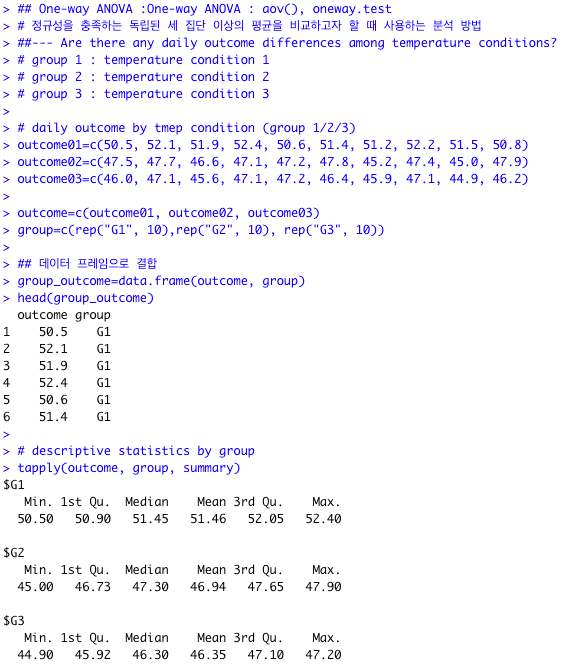 > ## One-way ANOVA :One-way ANOVA : aov(), oneway.test
> # 정규성을 충족하는 독립된 세 집단 이상의 평균을 비교하고자 할 때 사용하는 분석 방법
> ##--- Are there any daily outcome differences among temperature conditions?
> # group 1 : temperature condition 1
> # group 2 : temperature condition 2
> # group 3 : temperature condition 3
>
> # daily outcome by tmep condition (group 1/2/3)
> outcome01=c(50.5, 52.1, 51.9, 52.4, 50.6, 51.4, 51.2, 52.2, 51.5, 50.8)
> outcome02=c(47.5, 47.7, 46.6, 47.1, 47.2, 47.8, 45.2, 47.4, 45.0, 47.9)
> outcome03=c(46.0, 47.1, 45.6, 47.1, 47.2, 46.4, 45.9, 47.1, 44.9, 46.2)
>
> outcome=c(outcome01, outcome02, outcome03)
> group=c(rep("G1", 10),rep("G2", 10), rep("G3", 10))
>
> ## 데이터 프레임으로 결합
> group_outcome=data.frame(outcome, group)
> head(group_outcome)
  outcome group
1    50.5    G1
2    52.1    G1
3    51.9    G1
4    52.4    G1
5    50.6    G1
6    51.4    G1
>
> # descriptive statistics by group
> tapply(outcome, group, summary)
$G1
   Min. 1st Qu.  Median    Mean 3rd Qu.    Max.
  50.50   50.90   51.45   51.46   52.05   52.40
$G2
   Min. 1st Qu.  Median    Mean 3rd Qu.    Max.
  45.00   46.73   47.30   46.94   47.65   47.90
$G3
   Min. 1st Qu.  Median    Mean 3rd Qu.    Max.
  44.90   45.92   46.30   46.35   47.10   47.20